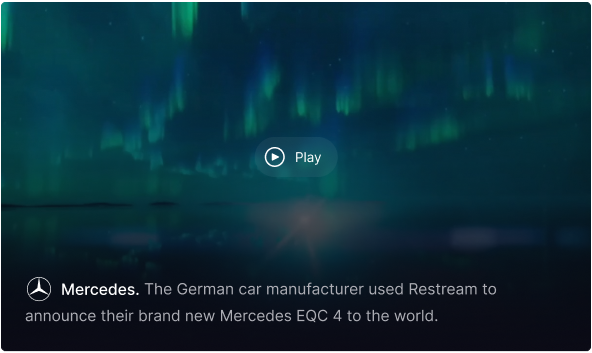 Play
Mercedes. The German car manufacturer used Restream to
announce their brand new Mercedes EQC 4 to the world.